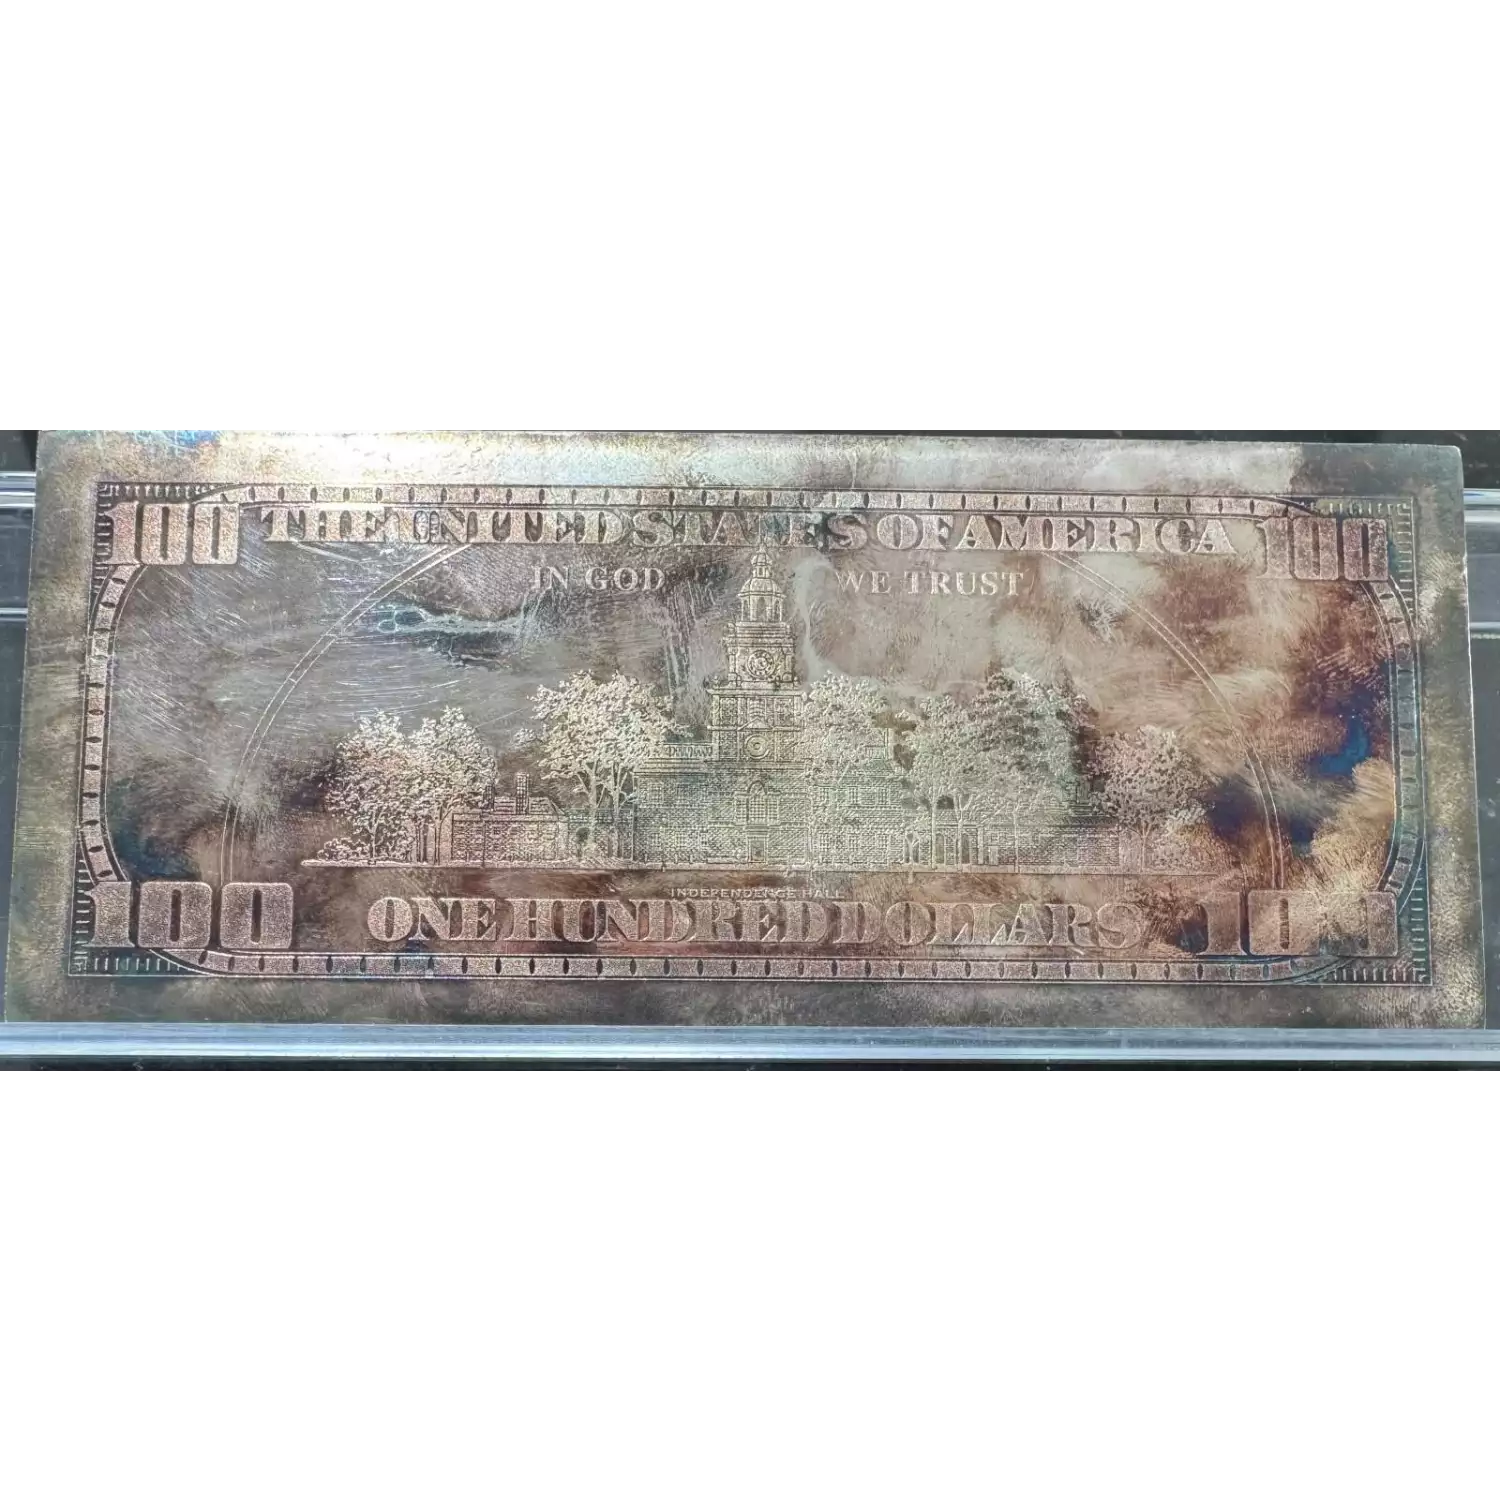 100 THE UNITED STATES OF AMERICA 100
IN GOD WE TRUST
INDEPENDENCE HALL
100 ONE HUNDRED DOLLARS 100